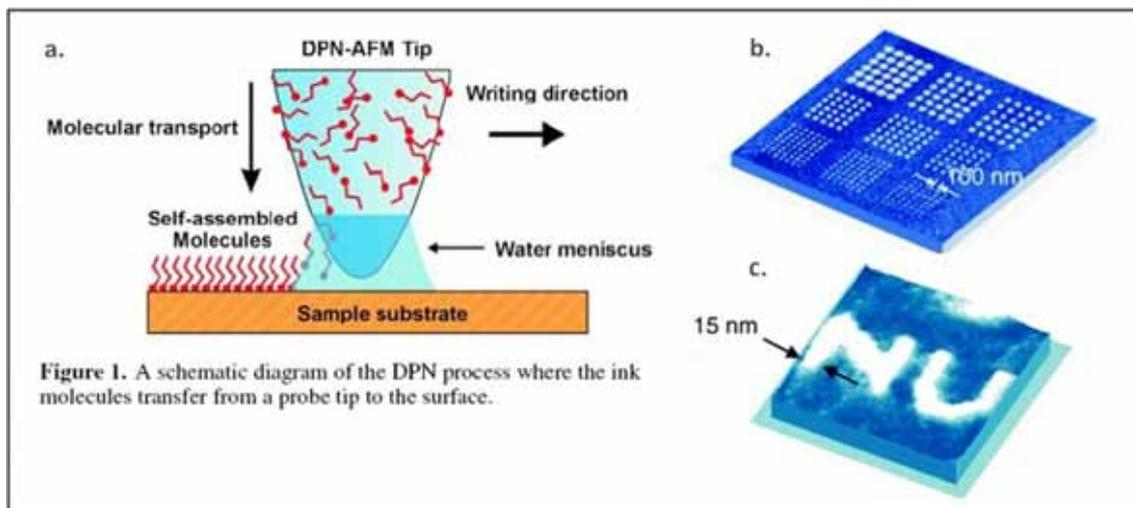 a.
DPN-AFM Tip
Molecular transport
Writing direction
Self-assembled
Molecules
Water meniscus
Sample substrate
Figure 1. A schematic diagram of the DPN process where the ink
molecules transfer from a probe tip to the surface.
b.
100 nm
c.
15 nm
NU